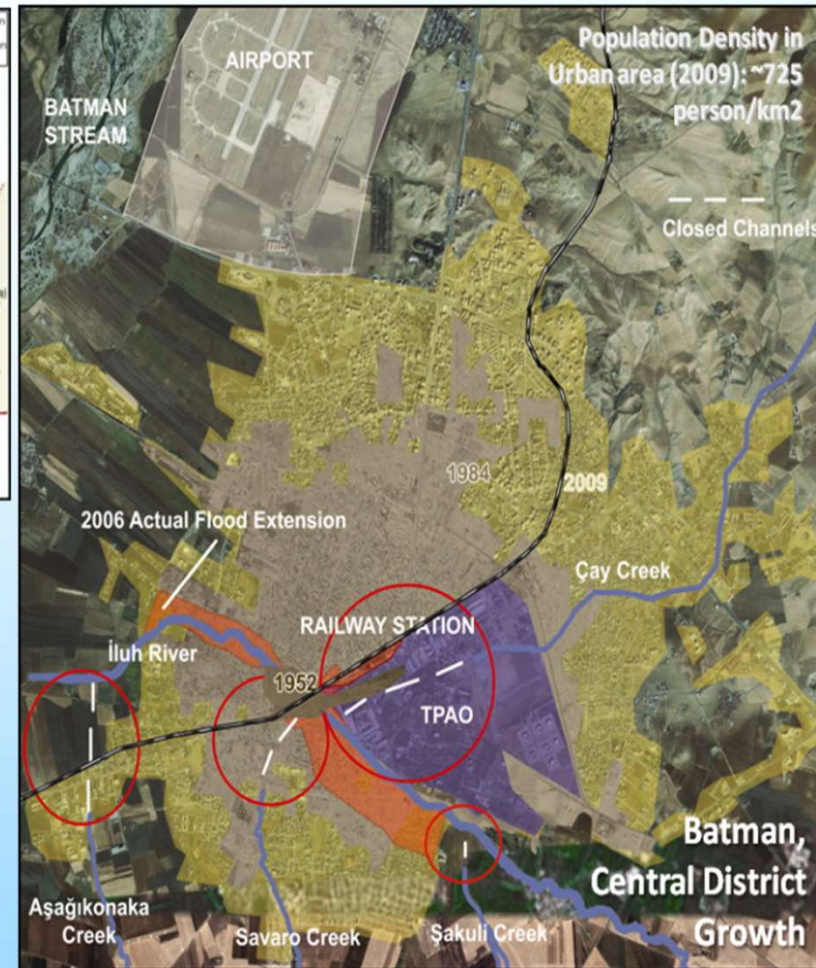 AIRPORT
Population Density in
Urban area (2009): ~725
person/km2
BATMAN
STREAM
Closed Channels
1984
2009
2006 Actual Flood Extension
Çay Creek
RAILWAY STATION
İluh River
1952
TPAO
Batman,
Central District
Growth
Aşağıkonaka
Creek
Savaro Creek
Şakuli Creek